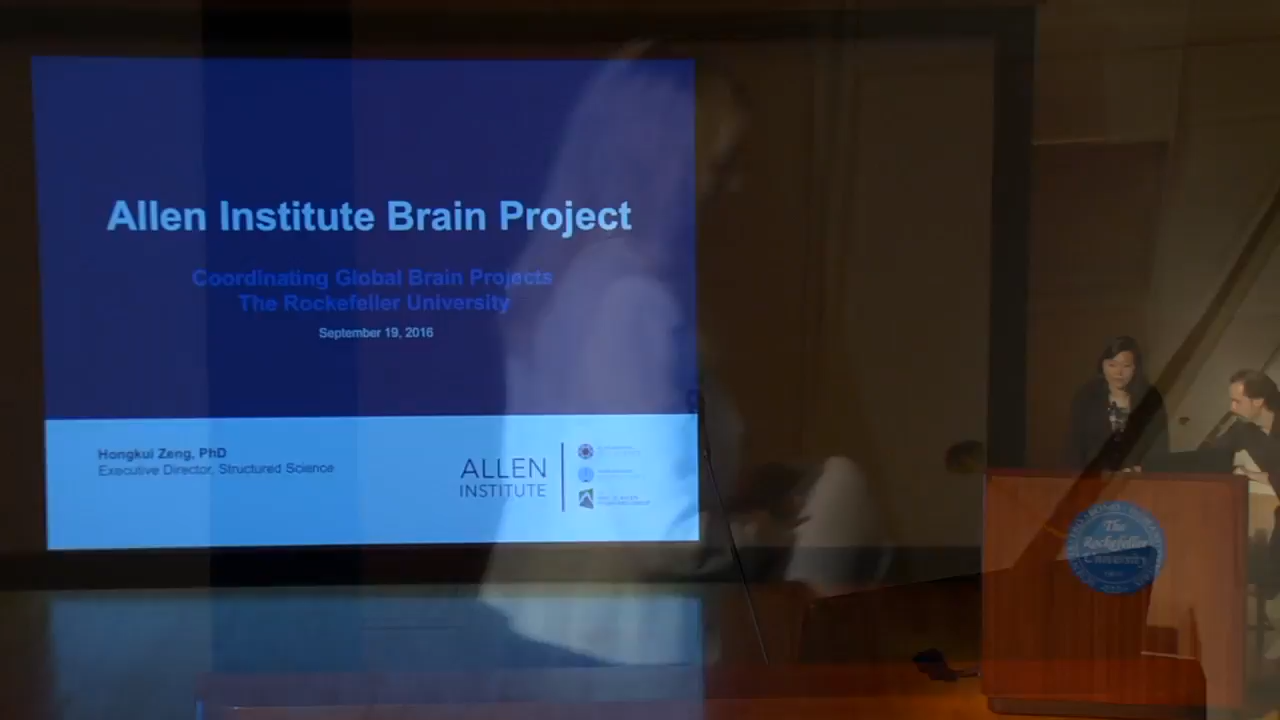 Allen Institute Brain Project
Coordinating Global Brain Projects
The Rockefeller University
September 19, 2016
Hongkui Zeng, PhD
Executive Director, Structured Science
ALLEN
INSTITUTE
The
Rockefeller
University